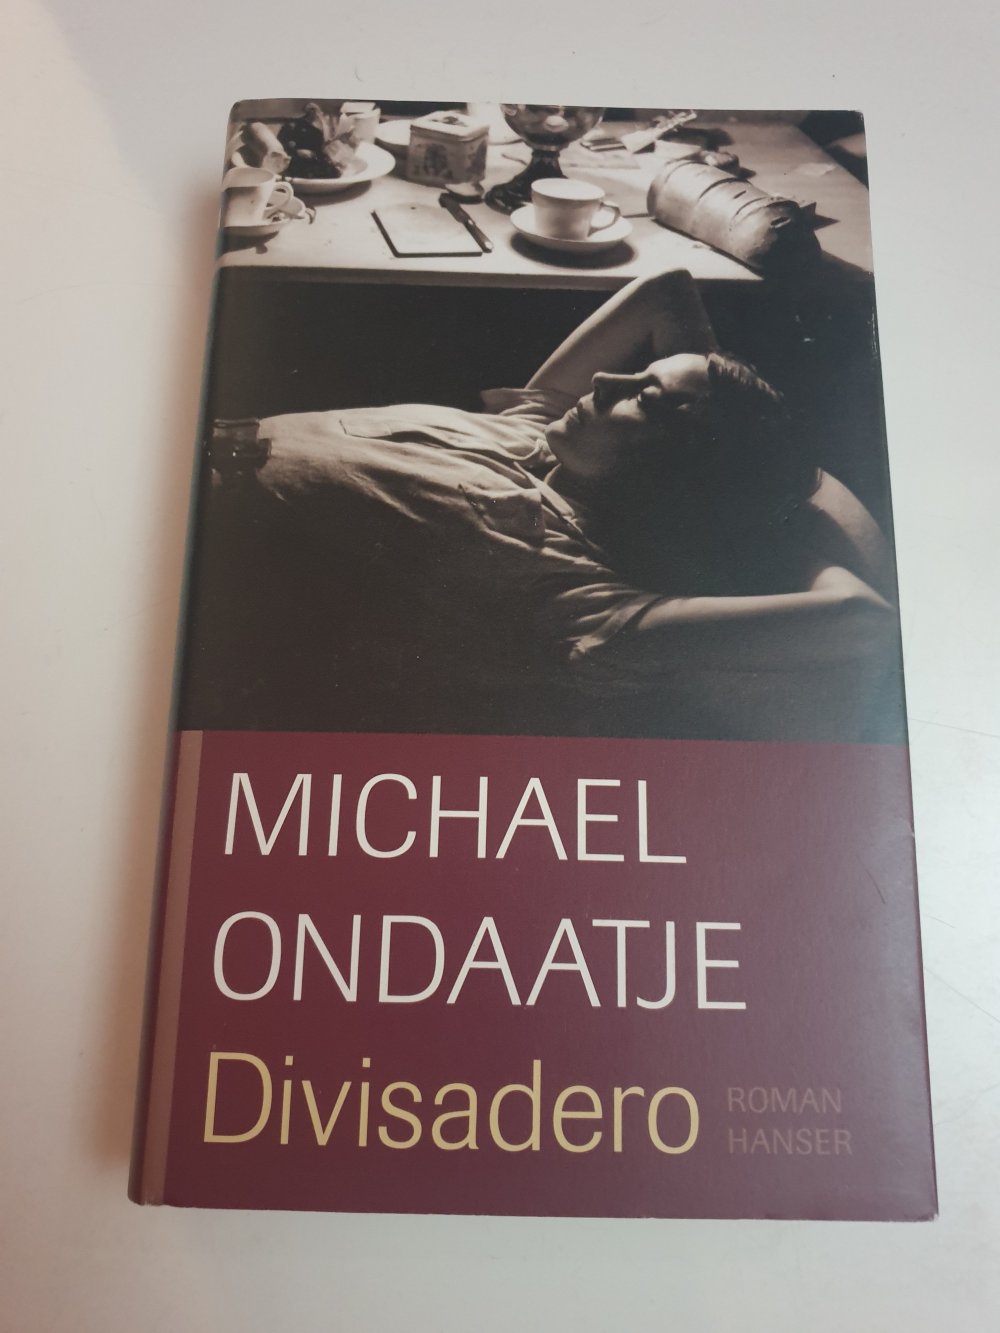 MICHAEL
ONDAATJE
Divisadero
ROMAN
HANSER